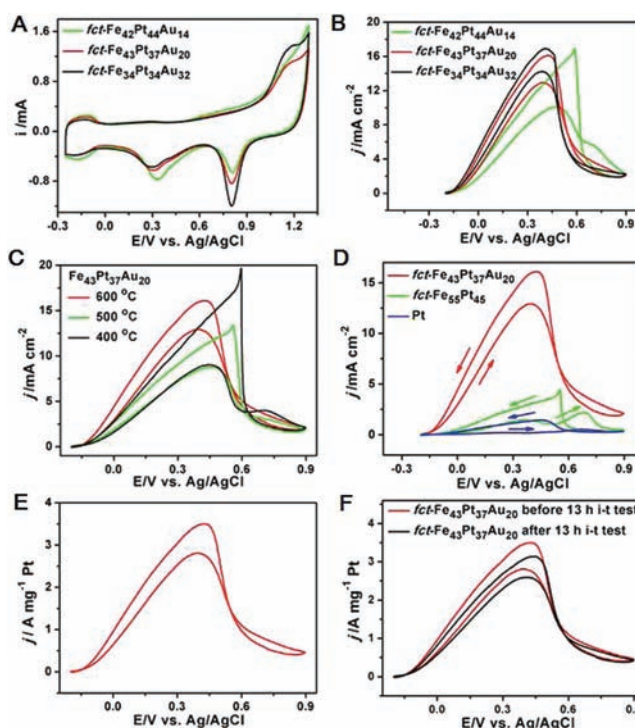 A
fct-Fe42Pt44Au14
fct-Fe43Pt37Au20
fct-Fe34Pt34Au32
i /mA
1.6
0.8
0.0
-0.8
-0.3 0.0 0.3 0.6 0.9 1.2
E/V vs. Ag/AgCl
B
fct-Fe42Pt44Au14
fct-Fe43Pt37Au20
fct-Fe34Pt34Au32
j /mA cm-2
20
16
12
8
4
0
-0.3 0.0 0.3 0.6 0.9
E/V vs. Ag/AgCl
C
Fe43Pt37Au20
600 °C
500 °C
400 °C
j /mA cm-2
20
15
10
5
0
0.0 0.3 0.6 0.9
E/V vs. Ag/AgCl
D
fct-Fe43Pt37Au20
fct-Fe55Pt45
Pt
j /mA cm-2
15
10
5
0
-0.3 0.0 0.3 0.6 0.9
E/V vs. Ag/AgCl
E
j / A mg-1 Pt
4
3
2
1
0
0.0 0.3 0.6 0.9
E/V vs. Ag/AgCl
F
fct-Fe43Pt37Au20 before 13 h i-t test
fct-Fe43Pt37Au20 after 13 h i-t test
j / A mg-1 Pt
3
2
1
0
0.0 0.3 0.6 0.9
E/V vs. Ag/AgCl